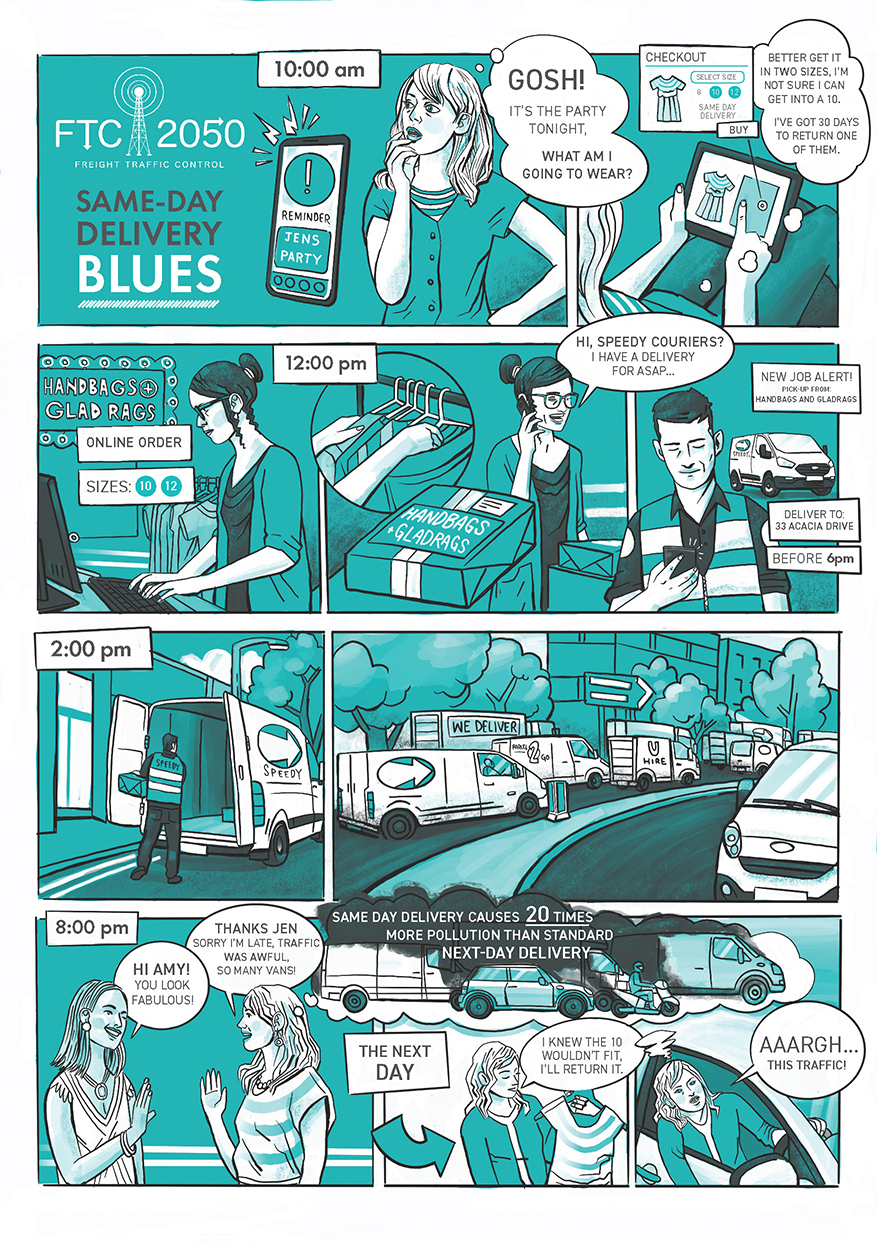 10:00 am
FTC 2050
FREIGHT TRAFFIC CONTROL
SAME-DAY
DELIVERY
BLUES
!
REMINDER
JENS
PARTY
GOSH!
IT'S THE PARTY
TONIGHT,
WHAT AM I
GOING TO WEAR?
CHECKOUT
SELECT SIZE
8 10 12
SAME DAY
DELIVERY
BUY
BETTER GET IT
IN TWO SIZES, I'M
NOT SURE I CAN
GET INTO A 10.
I'VE GOT 30 DAYS
TO RETURN ONE
OF THEM.
HANDBAGS+
GLAD RAGS
ONLINE ORDER
SIZES: 10 12
12:00 pm
HANDBAGS
+GLADRAGS
HI, SPEEDY COURIERS?
I HAVE A DELIVERY
FOR ASAP...
NEW JOB ALERT!
PICK-UP FROM:
HANDBAGS AND GLADRAGS
SPEEDY
DELIVER TO:
33 ACACIA DRIVE
BEFORE 6pm
2:00 pm
SPEEDY
SPEEDY
WE DELIVER
PARCEL 2 GO
U
HIRE
8:00 pm
HI AMY!
YOU LOOK
FABULOUS!
THANKS JEN
SORRY I'M LATE, TRAFFIC
WAS AWFUL,
SO MANY VANS!
SAME DAY DELIVERY CAUSES 20 TIMES
MORE POLLUTION THAN STANDARD
NEXT-DAY DELIVERY
THE NEXT
DAY
I KNEW THE 10
WOULDN'T FIT,
I'LL RETURN IT.
AAARGH...
THIS TRAFFIC!